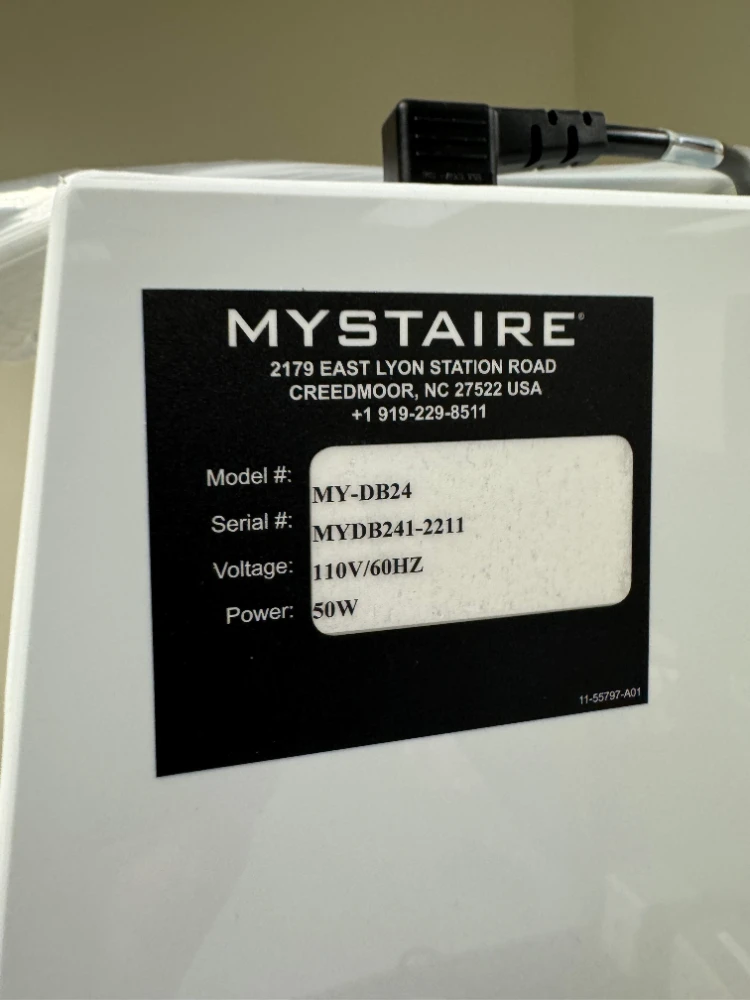 MYSTAIRE®
2179 EAST LYON STATION ROAD
CREEDMOOR, NC 27522 USA
+1 919-229-8511
Model #: MY-DB24
Serial #: MYDB241-2211
Voltage: 110V/60HZ
Power: 50W
11-55797-A01